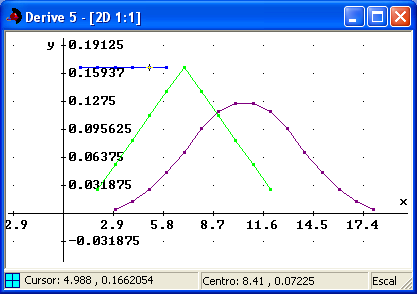 Derive 5 - [2D 1:1]
y
0.19125
0.15937
0.1275
0.095625
0.06375
0.031875
x
2.9 2.9 5.8 8.7 11.6 14.5 17.4
-0.031875
Cursor: 4.988 , 0.1662054 Centro: 8.41 , 0.07225 Escal